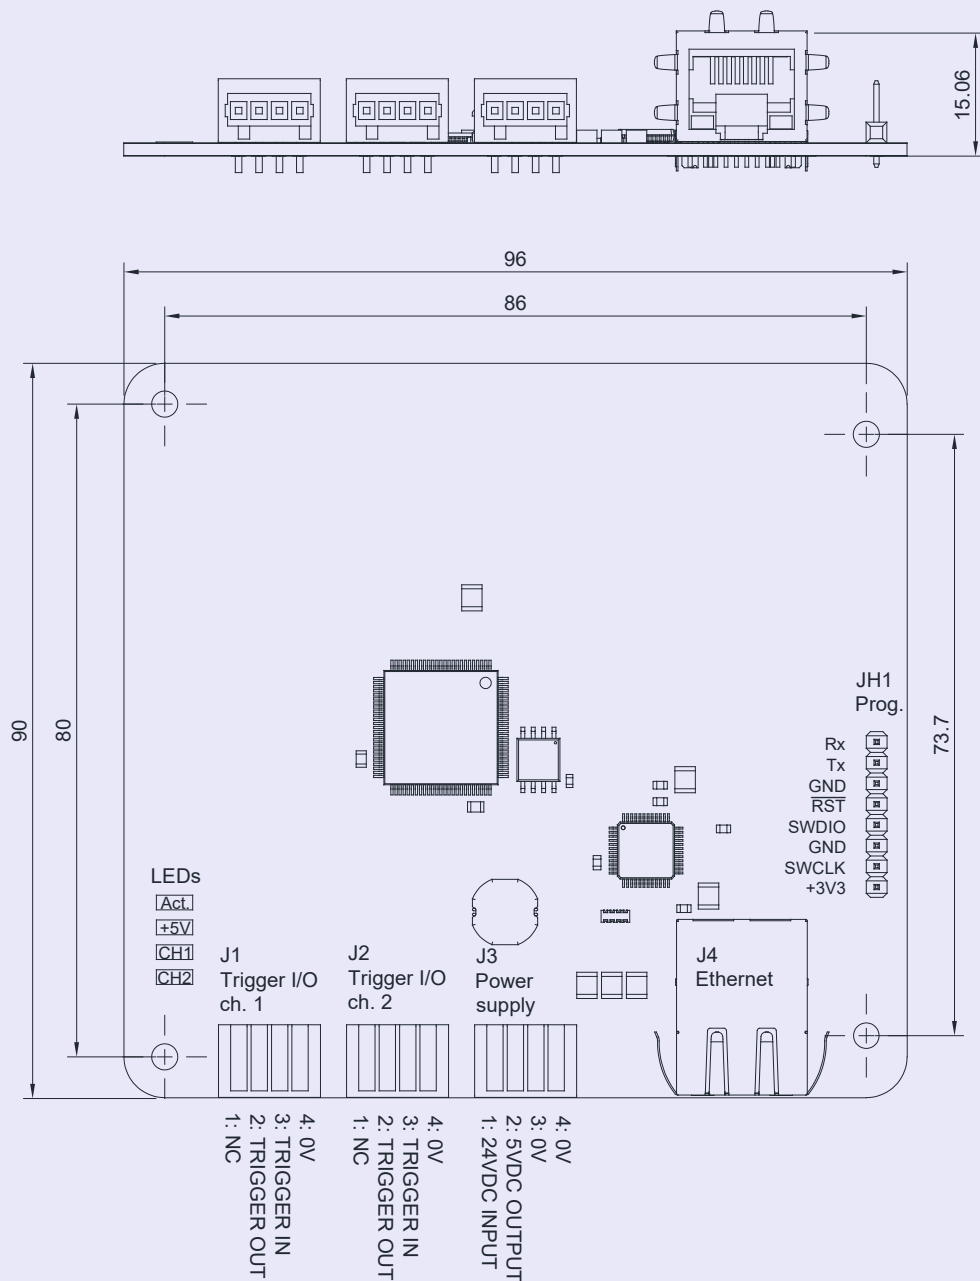 15.06
96
86
90
80
73.7
JH1
Prog.
Rx
Tx
GND
RST
SWDIO
GND
SWCLK
+3V3
LEDs
Act.
+5V
CH1
CH2
J1
Trigger I/O
ch. 1
J2
Trigger I/O
ch. 2
J3
Power
supply
J4
Ethernet
1: NC
2: TRIGGER OUT
3: TRIGGER IN
4: 0V
1: NC
2: TRIGGER OUT
3: TRIGGER IN
4: 0V
1: 24VDC INPUT
2: 5VDC OUTPUT
3: 0V
4: 0V